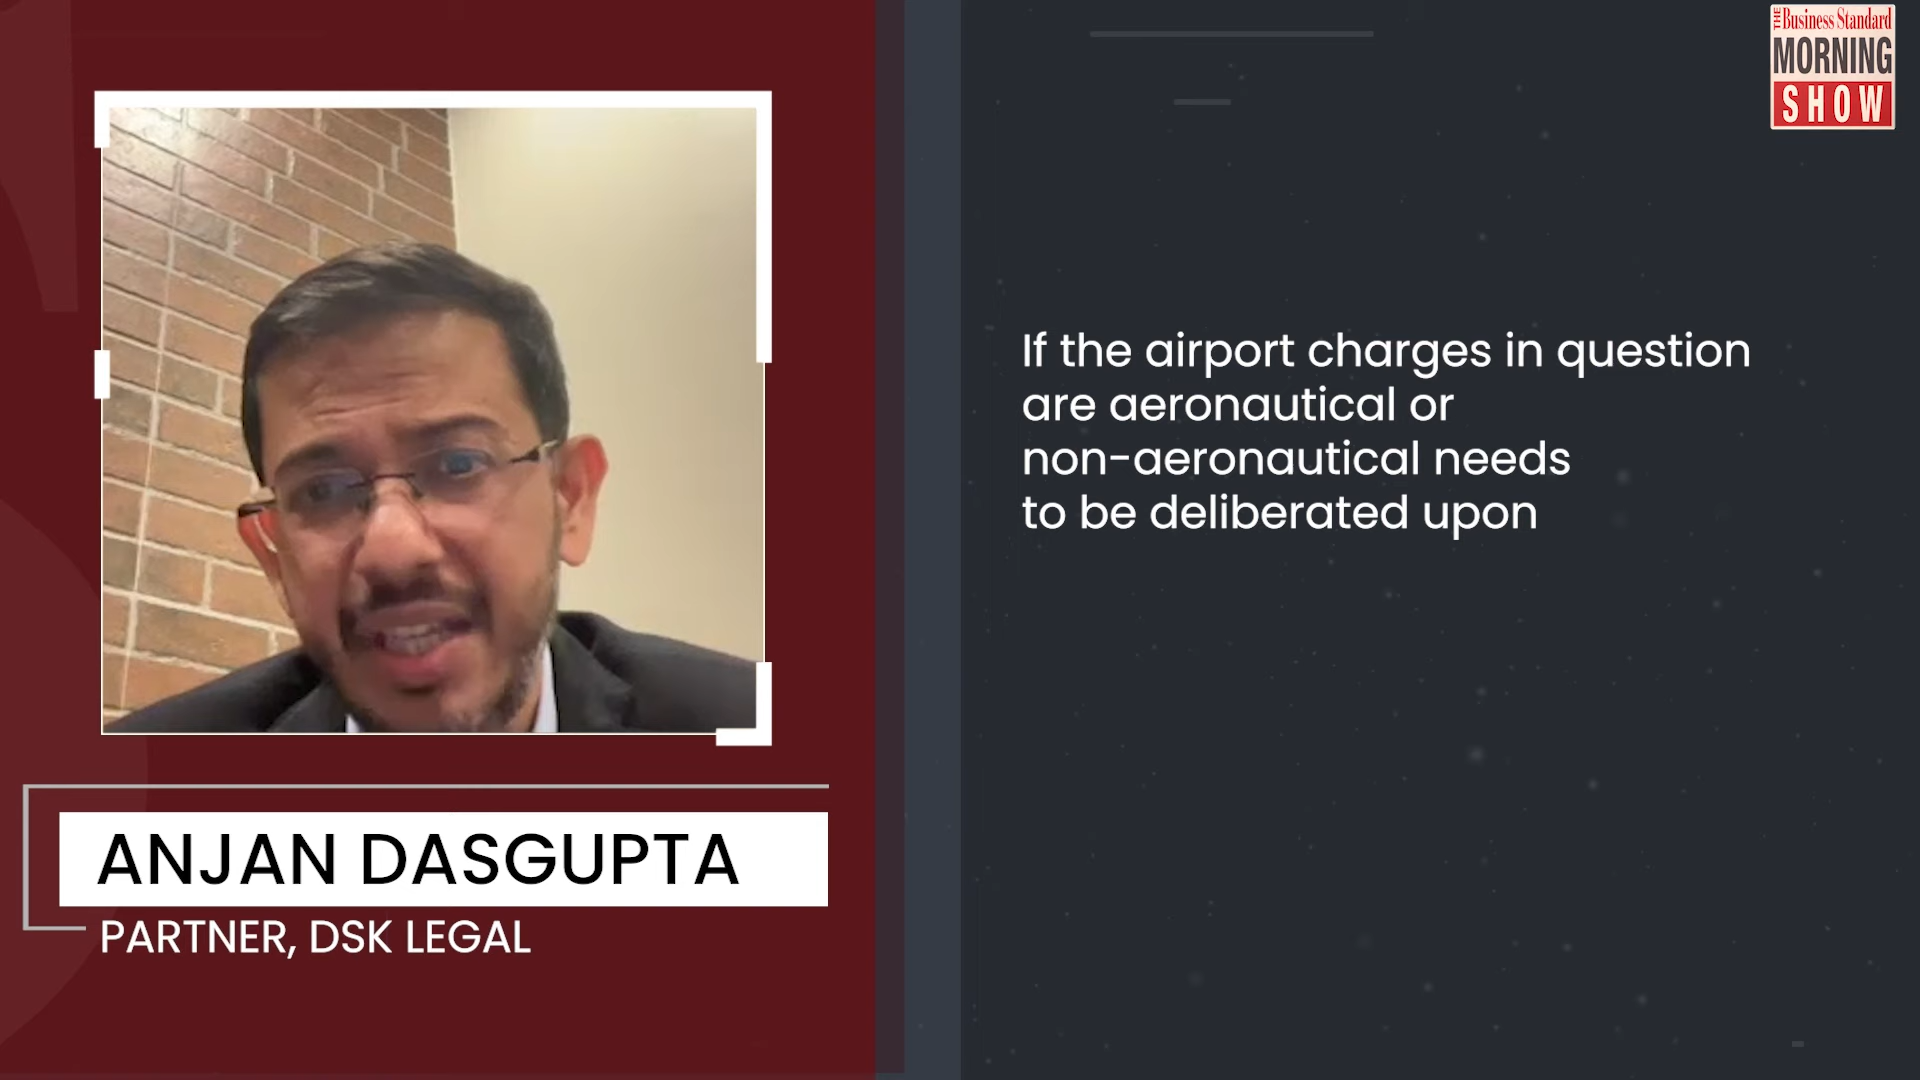 THE Business Standard
MORNING
SHOW
If the airport charges in question
are aeronautical or
non-aeronautical needs
to be deliberated upon
ANJAN DASGUPTA
PARTNER, DSK LEGAL